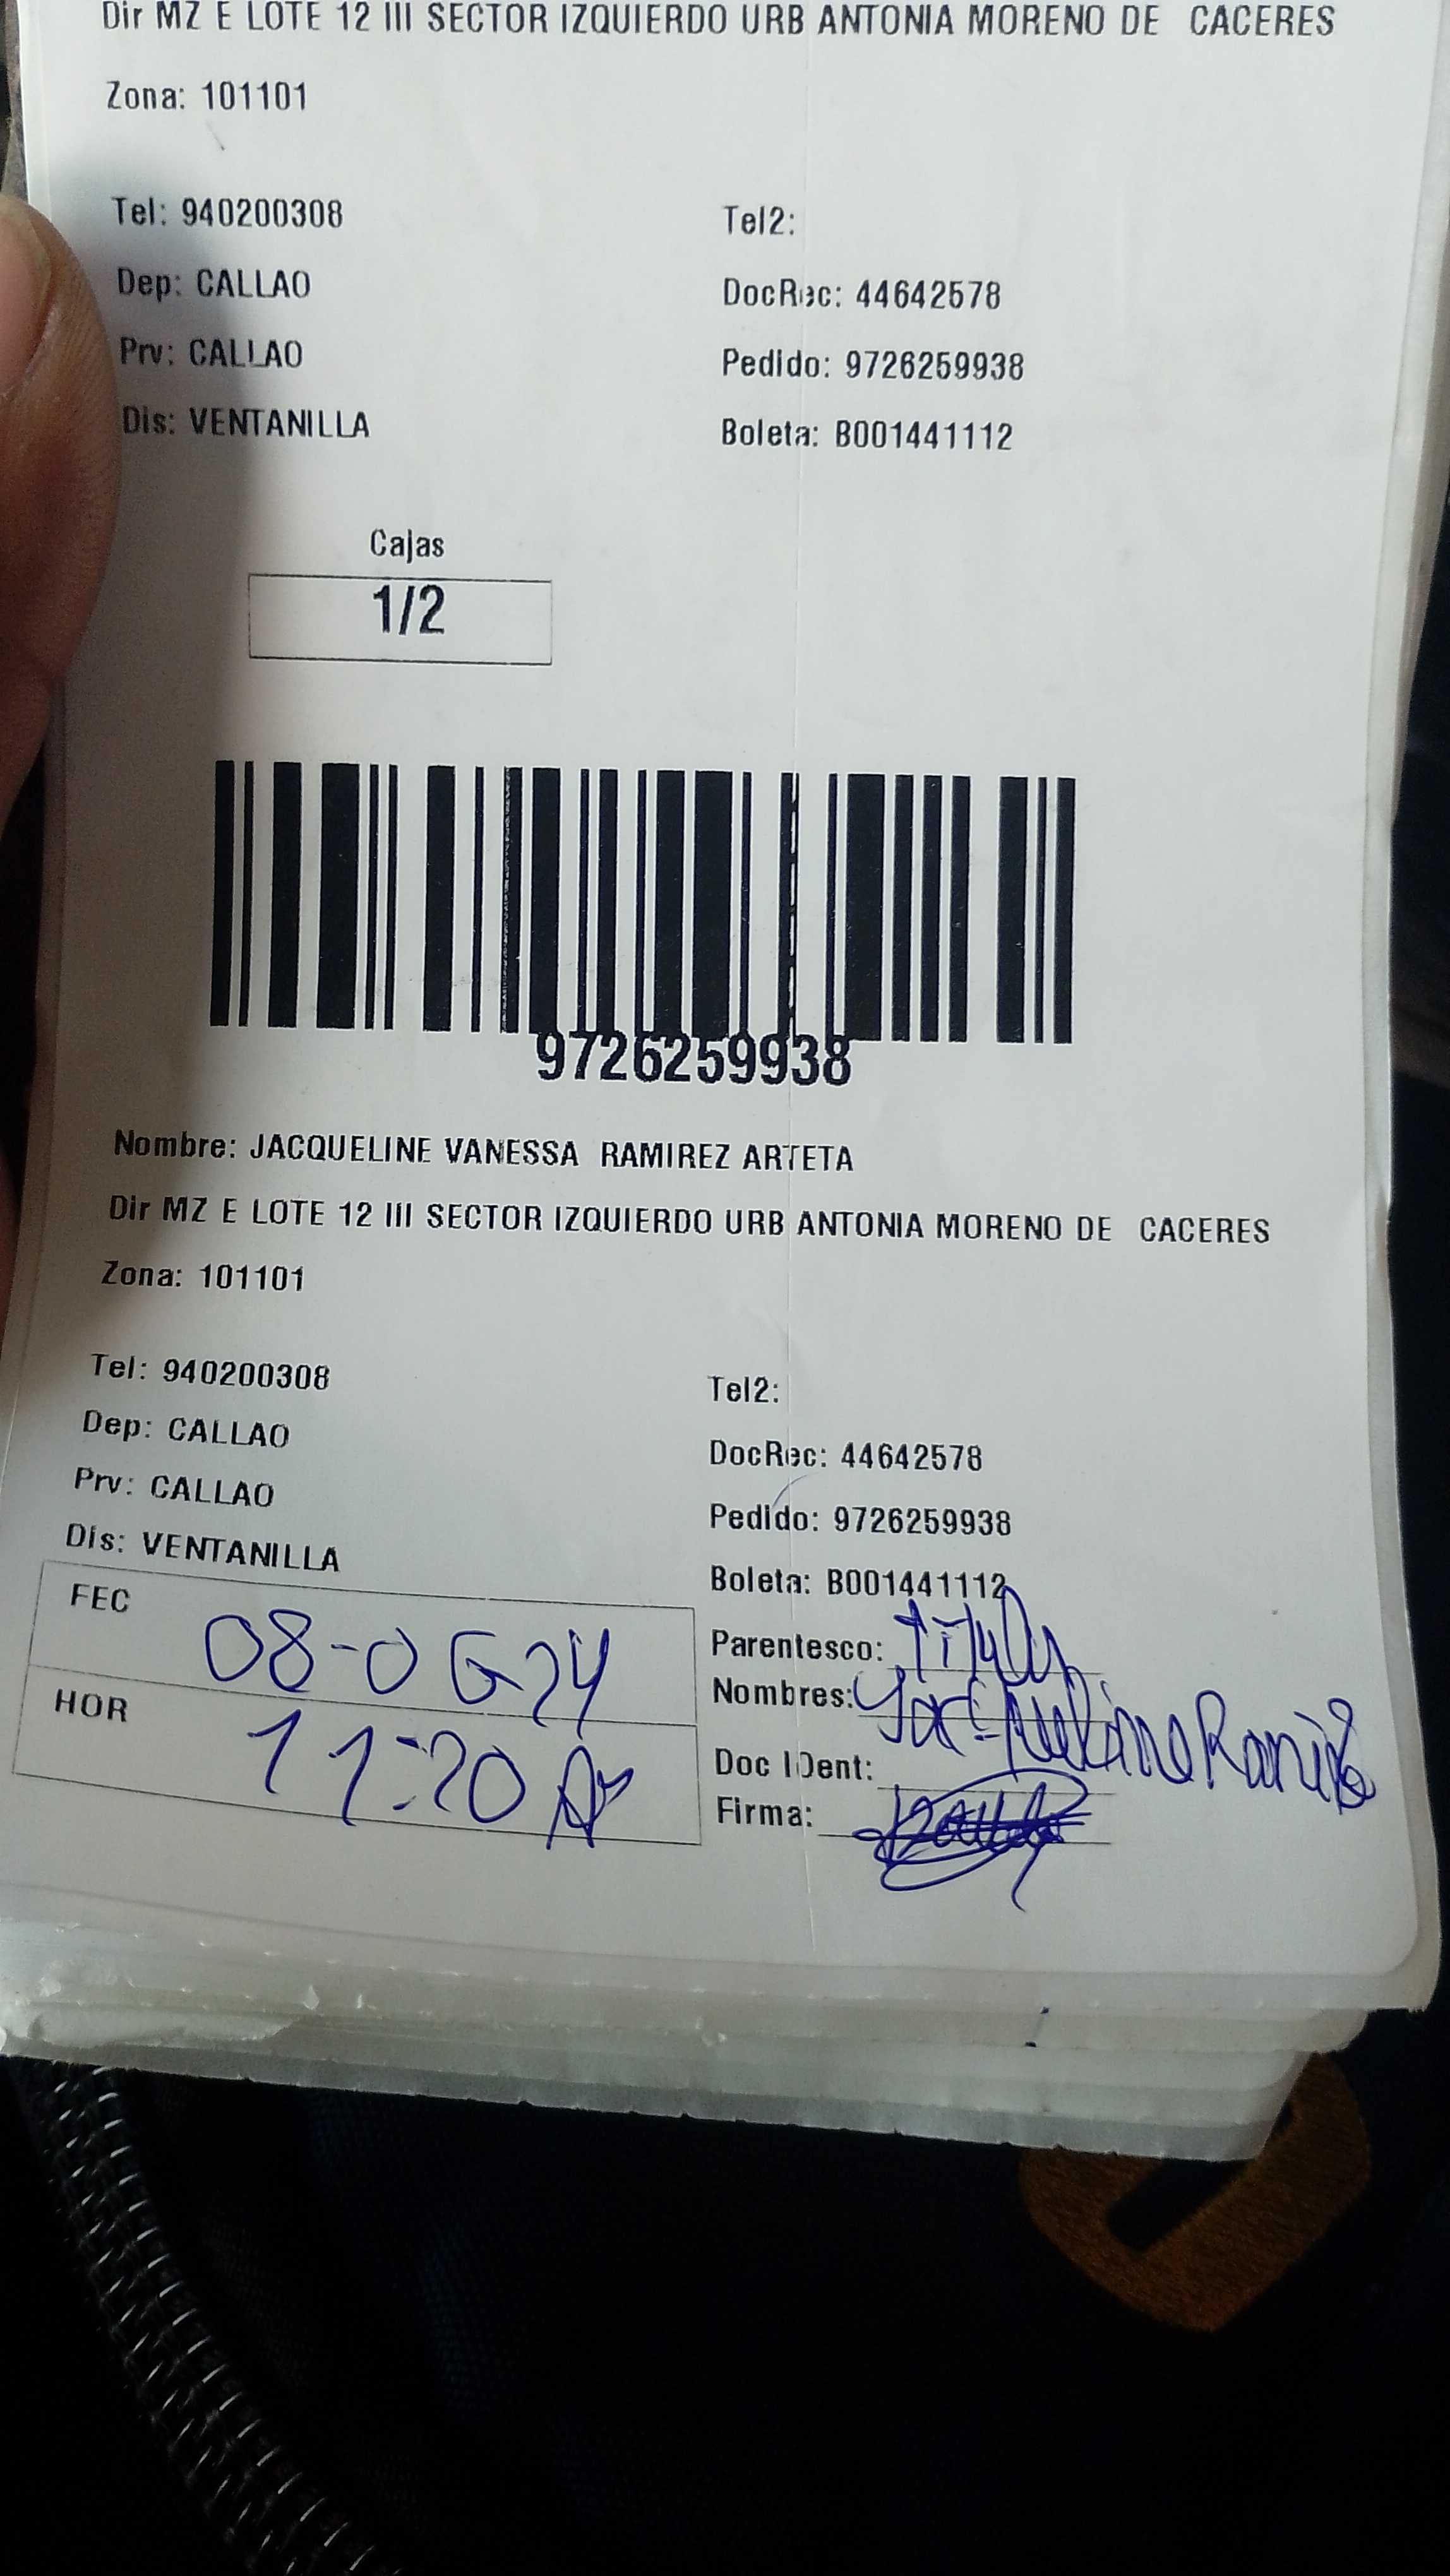 Dir MZ E LOTE 12 III SECTOR IZQUIERDO URB ANTONIA MORENO DE CACERES
Zona: 101101
Tel: 940200308 Tel2:
Dep: CALLAO DocRec: 44642578
Prv: CALLAO Pedido: 9726259938
Dis: VENTANILLA Boleta: B001441112
Cajas
1/2
9726259938
Nombre: JACQUELINE VANESSA RAMIREZ ARTETA
Dir MZ E LOTE 12 III SECTOR IZQUIERDO URB ANTONIA MORENO DE CACERES
Zona: 101101
Tel: 940200308 Tel2:
Dep: CALLAO DocRec: 44642578
Prv: CALLAO Pedido: 9726259938
Dis: VENTANILLA Boleta: B001441112
FEC 08-06-24
HOR 11:20
Parentesco:
Nombres: Jacqueline
Doc IDent:
Firma: